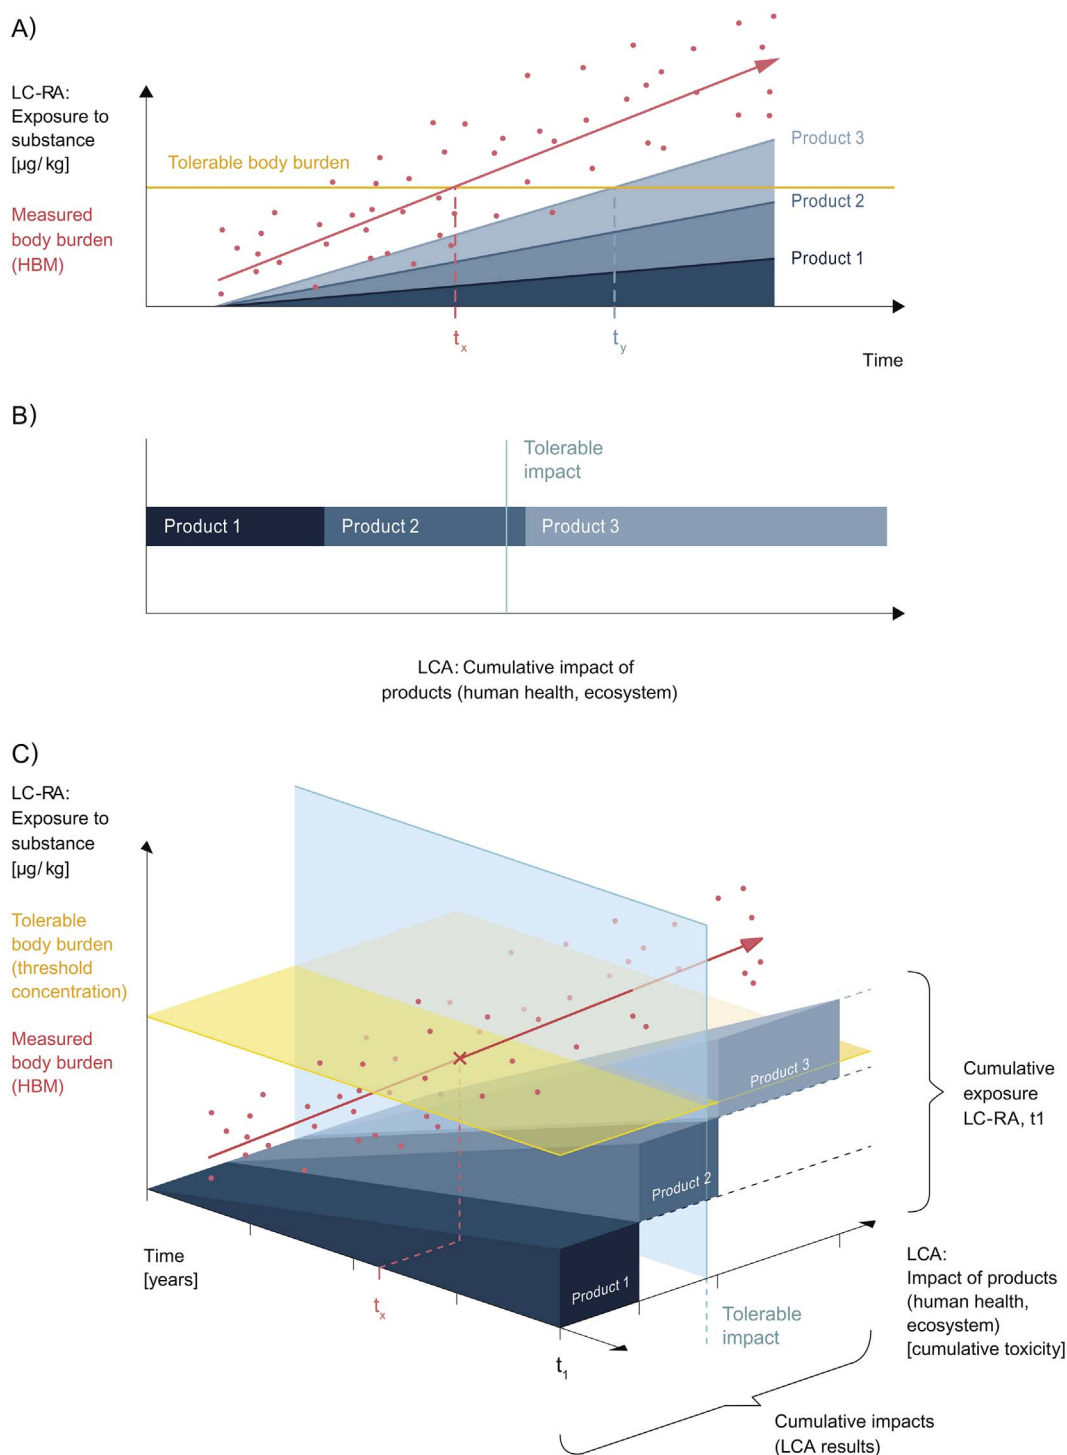 A)
LC-RA:
Exposure to
substance
[µg/kg]
Tolerable body burden
Measured
body burden
(HBM)
Product 3
Product 2
Product 1
tx
ty
Time
B)
Tolerable
impact
Product 1
Product 2
Product 3
LCA: Cumulative impact of
products (human health, ecosystem)
C)
LC-RA:
Exposure to
substance
[µg/kg]
Tolerable
body burden
(threshold
concentration)
Measured
body burden
(HBM)
Product 3
Product 2
Product 1
Cumulative
exposure
LC-RA, t1
Time
[years]
tx
t1
Tolerable
impact
LCA:
Impact of products
(human health,
ecosystem)
[cumulative toxicity]
Cumulative impacts
(LCA results)